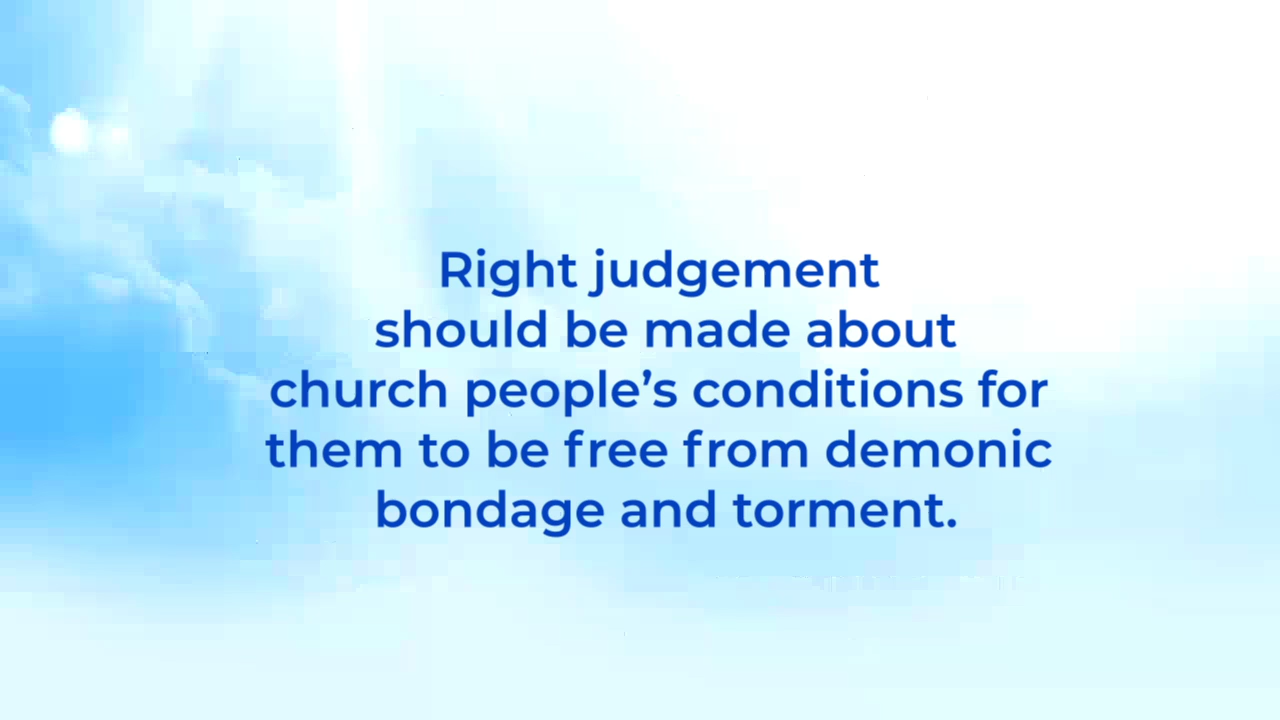 Right judgement
should be made about
church people’s conditions for
them to be free from demonic
bondage and torment.